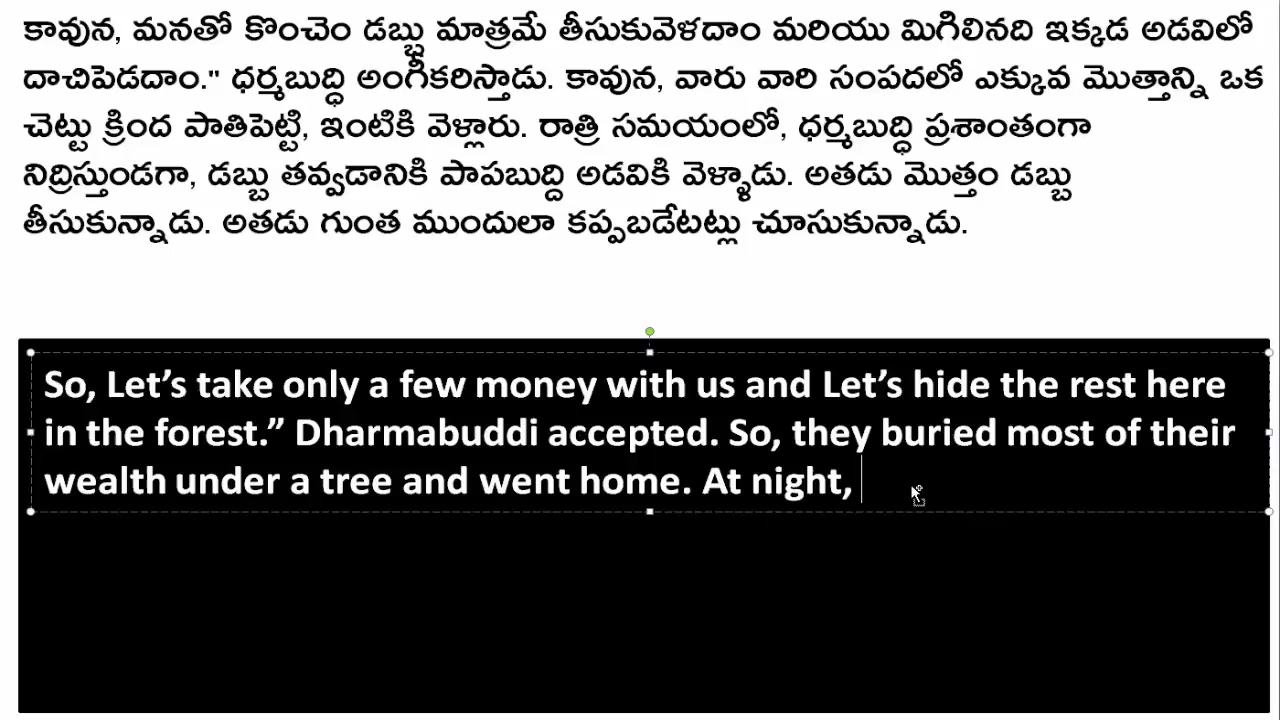 కావున, మనతో కొంచెం డబ్బు మాత్రమే తీసుకువెళదాం మరియు మిగిలినది ఇక్కడ అడవిలో
దాచిపెడదాం." ధర్మబుద్ధి అంగీకరిస్తాడు. కావున, వారు వారి సంపదలో ఎక్కువ మొత్తాన్ని ఒక
చెట్టు క్రింద పాతిపెట్టి, ఇంటికి వెళ్లారు. రాత్రి సమయంలో, ధర్మబుద్ధి ప్రశాంతంగా
నిద్రిస్తుండగా, డబ్బు తవ్వడానికి పాపబుద్ది అడవికి వెళ్ళాడు. అతడు మొత్తం డబ్బు
తీసుకున్నాడు. అతడు గుంత ముందులా కప్పబడేటట్లు చూసుకున్నాడు.
So, Let’s take only a few money with us and Let’s hide the rest here
in the forest.” Dharmabuddi accepted. So, they buried most of their
wealth under a tree and went home. At night,